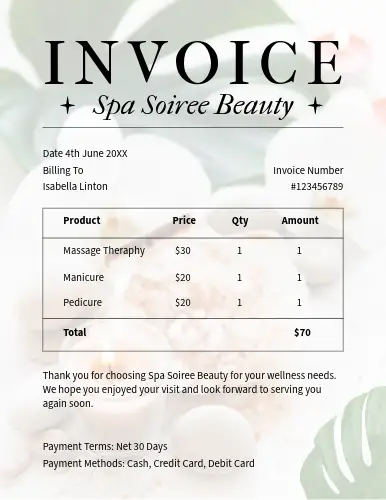 INVOICE
Spa Soiree Beauty
Date 4th June 20XX
Billing To Invoice Number
Isabella Linton #123456789
Product Price Qty Amount
Massage Theraphy $30 1 1
Manicure $20 1 1
Pedicure $20 1 1
Total $70
Thank you for choosing Spa Soiree Beauty for your wellness needs.
We hope you enjoyed your visit and look forward to serving you
again soon.
Payment Terms: Net 30 Days
Payment Methods: Cash, Credit Card, Debit Card